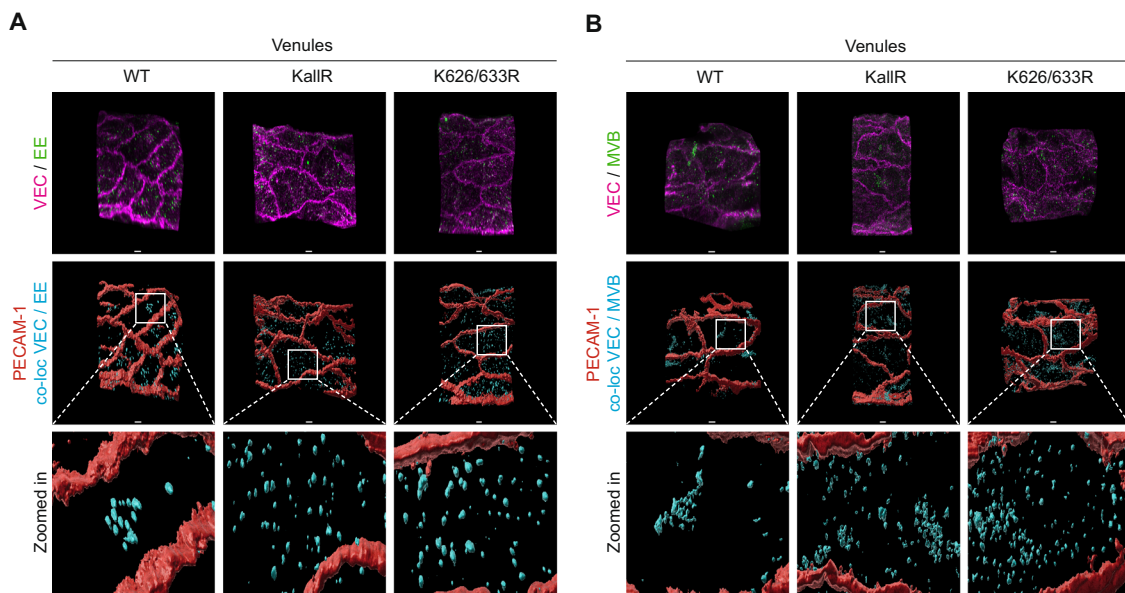 A
Venules
WT KallR K626/633R
VEC / EE
PECAM-1
co-loc VEC / EE
Zoomed in
B
Venules
WT KallR K626/633R
VEC / MVB
PECAM-1
co-loc VEC / MVB
Zoomed in